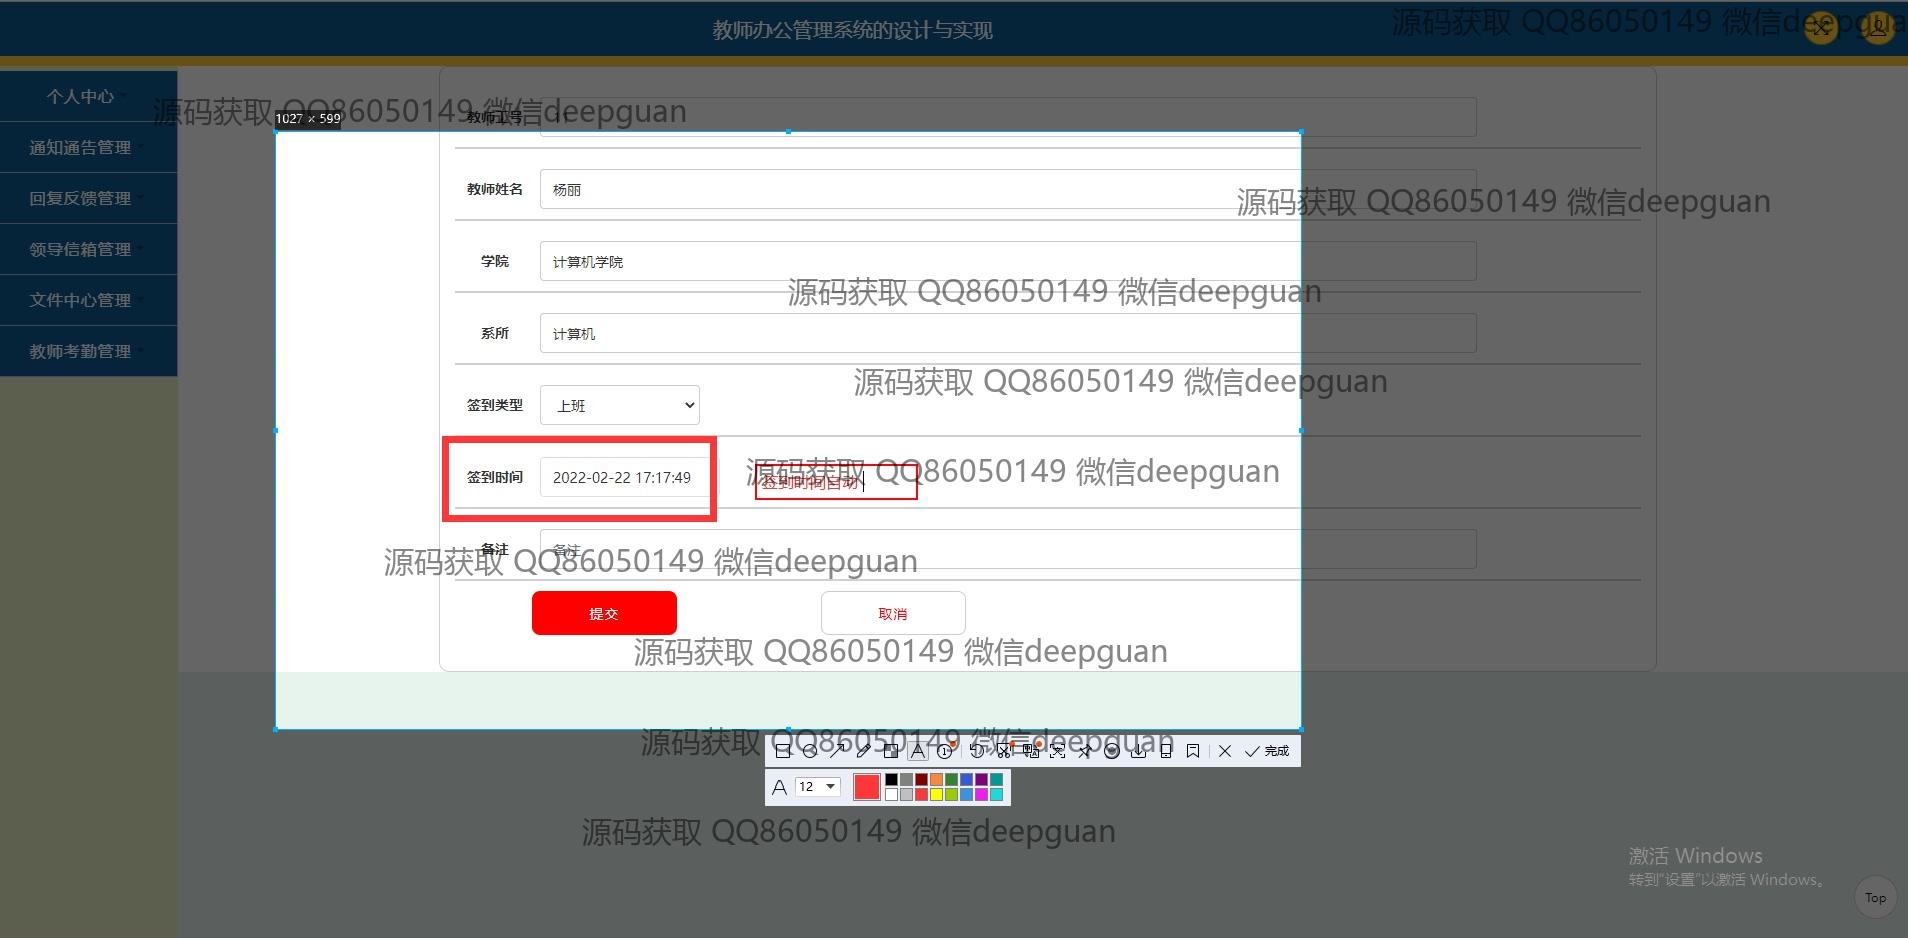 教师办公管理系统的设计与实现
源码获取 QQ86050149 微信deepgua
个人中心
源码获取 QQ86050149 微信deepguan
教师工号
1027 × 599
通知通告管理
教师姓名
杨丽
回复反馈管理
源码获取 QQ86050149 微信deepguan
领导信箱管理
学院
计算机学院
源码获取 QQ86050149 微信deepguan
文件中心管理
系所
计算机
教师考勤管理
源码获取 QQ86050149 微信deepguan
签到类型
上班
签到时间
2022-02-22 17:17:49
源码获取 QQ86050149 微信deepguan
签到时间自动
备注
备注
源码获取 QQ86050149 微信deepguan
提交
取消
源码获取 QQ86050149 微信deepguan
源码获取 QQ86050149 微信deepguan
完成
A 12
源码获取 QQ86050149 微信deepguan
激活 Windows
转到“设置”以激活 Windows。
Top